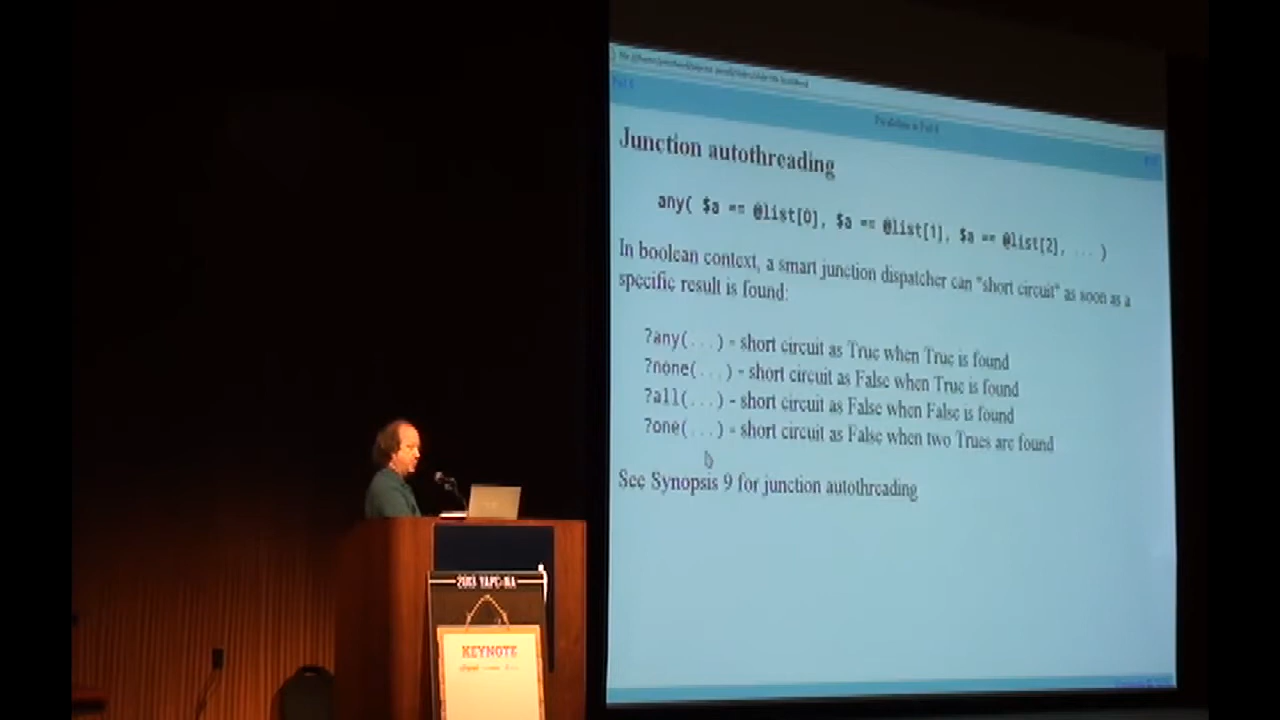 Junction autothreading
any( $a == @list[0], $a == @list[1], $a == @list[2], ... )
In boolean context, a smart junction dispatcher can "short circuit" as soon as a
specific result is found:
?any(...) - short circuit as True when True is found
?none(...) - short circuit as False when True is found
?all(...) - short circuit as False when False is found
?one(...) - short circuit as False when two Trues are found
See Synopsis 9 for junction autothreading
2013 YAPC::NA
KEYNOTE